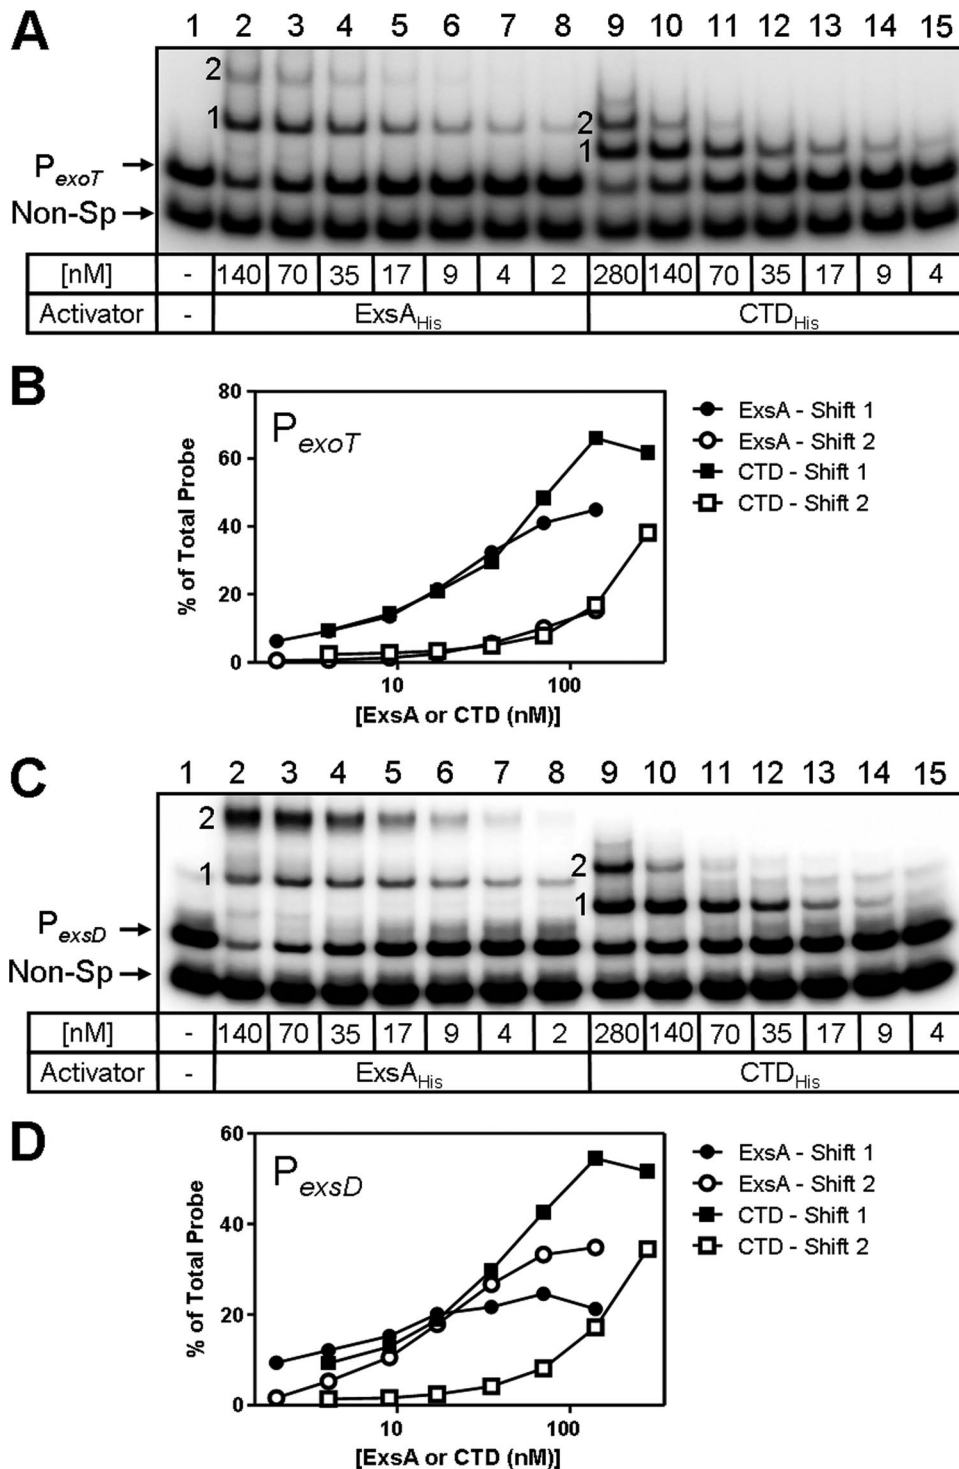 A
1 2 3 4 5 6 7 8 9 10 11 12 13 14 15
2
1
2
1
PexoT
Non-Sp
[nM] - 140 70 35 17 9 4 2 280 140 70 35 17 9 4
Activator - ExsAHis CTDHis
B
80
60
40
20
0
% of Total Probe
PexoT
10 100
[ExsA or CTD (nM)]
ExsA - Shift 1
ExsA - Shift 2
CTD - Shift 1
CTD - Shift 2
C
1 2 3 4 5 6 7 8 9 10 11 12 13 14 15
2
1
2
1
PexsD
Non-Sp
[nM] - 140 70 35 17 9 4 2 280 140 70 35 17 9 4
Activator - ExsAHis CTDHis
D
60
40
20
0
% of Total Probe
PexsD
10 100
[ExsA or CTD (nM)]
ExsA - Shift 1
ExsA - Shift 2
CTD - Shift 1
CTD - Shift 2